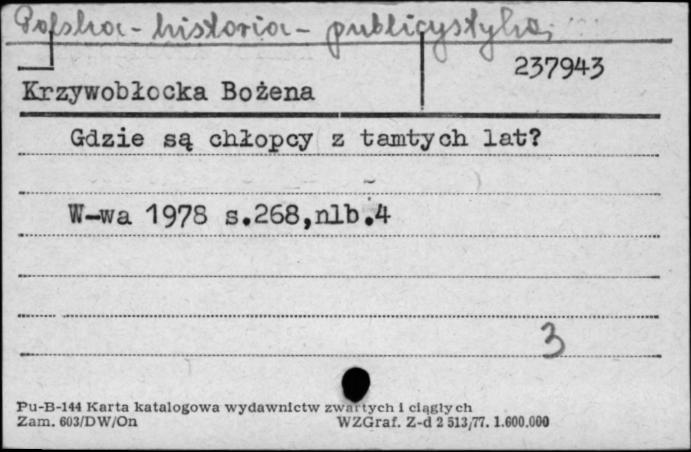 Polska - historia - publicystyka,
237943
Krzywobłocka Bożena
Gdzie są chłopcy z tamtych lat?
W-wa 1978 s.268,nlb.4
3
Pu-B-144 Karta katalogowa wydawnictw zwartych i ciągłych
Zam. 603/DW/On WZGraf. Z-d 2 513/77. 1.600.000